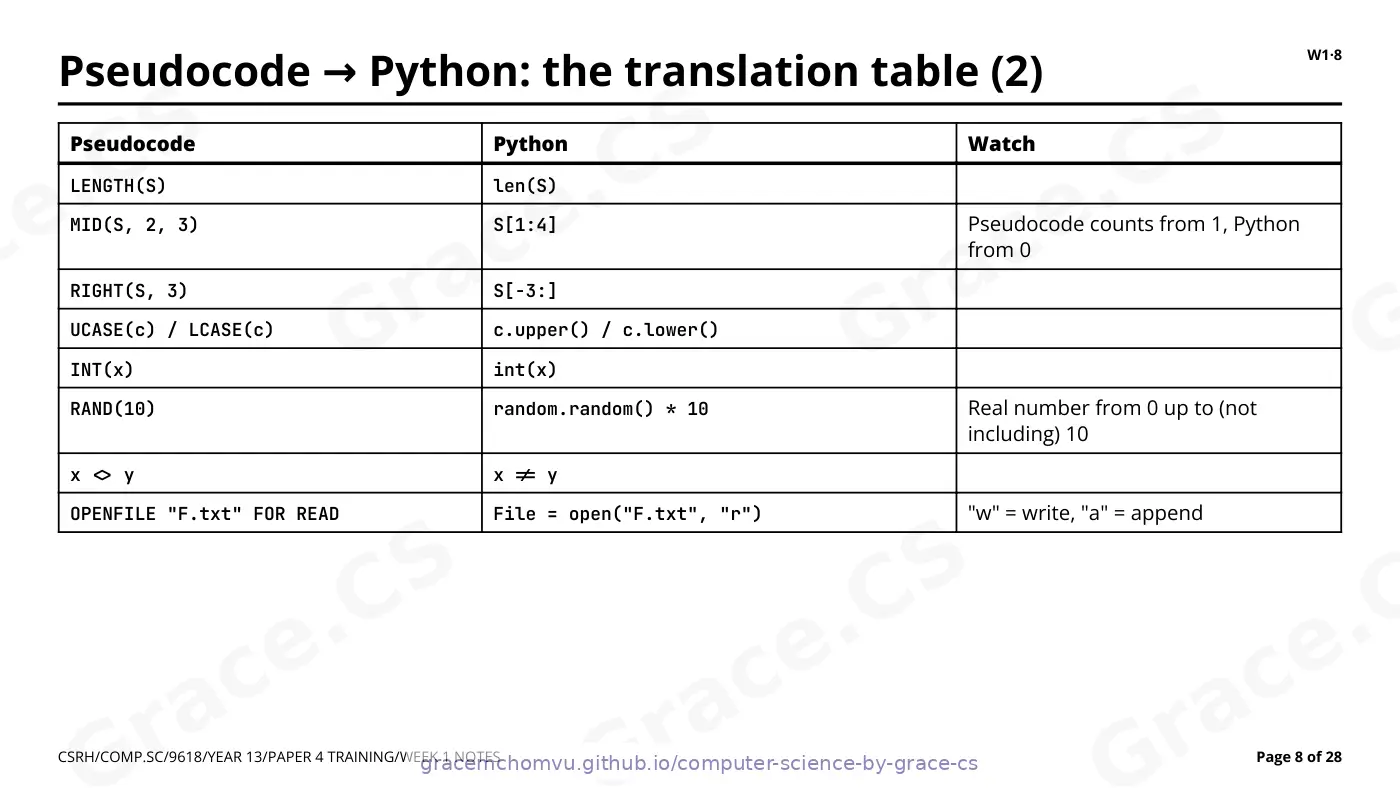 Pseudocode → Python: the translation table (2)
W1·8
Pseudocode Python Watch
LENGTH(S) len(S)
MID(S, 2, 3) S[1:4] Pseudocode counts from 1, Python
from 0
RIGHT(S, 3) S[-3:]
UCASE(c) / LCASE(c) c.upper() / c.lower()
INT(x) int(x)
RAND(10) random.random() * 10 Real number from 0 up to (not
including) 10
x <> y x != y
OPENFILE "F.txt" FOR READ File = open("F.txt", "r") "w" = write, "a" = append
CSRH/COMP.SC/9618/YEAR 13/PAPER 4 TRAINING/WEEK 1 NOTES
gracemchomvu.github.io/computer-science-by-grace-cs
Page 8 of 28
Grace.CS